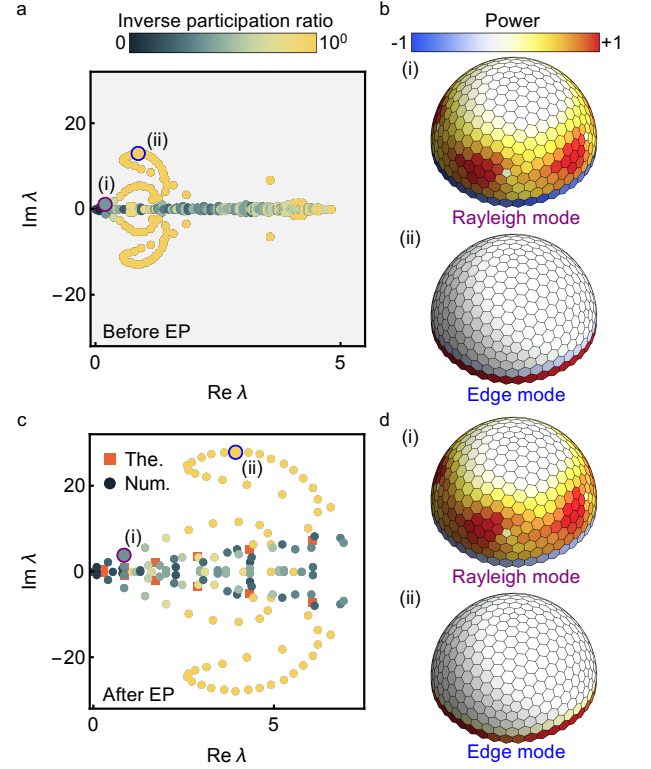 a
Inverse participation ratio
0
10⁰
20
0
−20
Im λ
(i)
(ii)
Before EP
0
5
Re λ
b
Power
-1
+1
(i)
Rayleigh mode
(ii)
Edge mode
c
The.
Num.
(i)
(ii)
20
0
−20
Im λ
After EP
0
5
Re λ
d
(i)
Rayleigh mode
(ii)
Edge mode